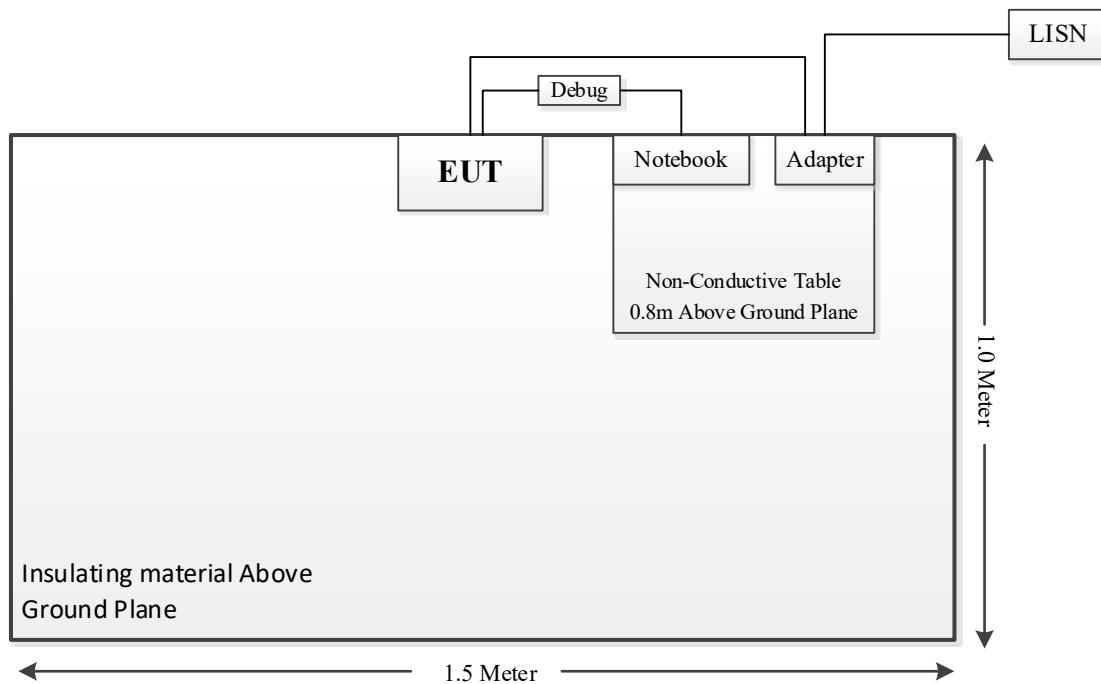 LISN
Debug
EUT
Notebook
Adapter
Non-Conductive Table
0.8m Above Ground Plane
1.0 Meter
Insulating material Above
Ground Plane
1.5 Meter